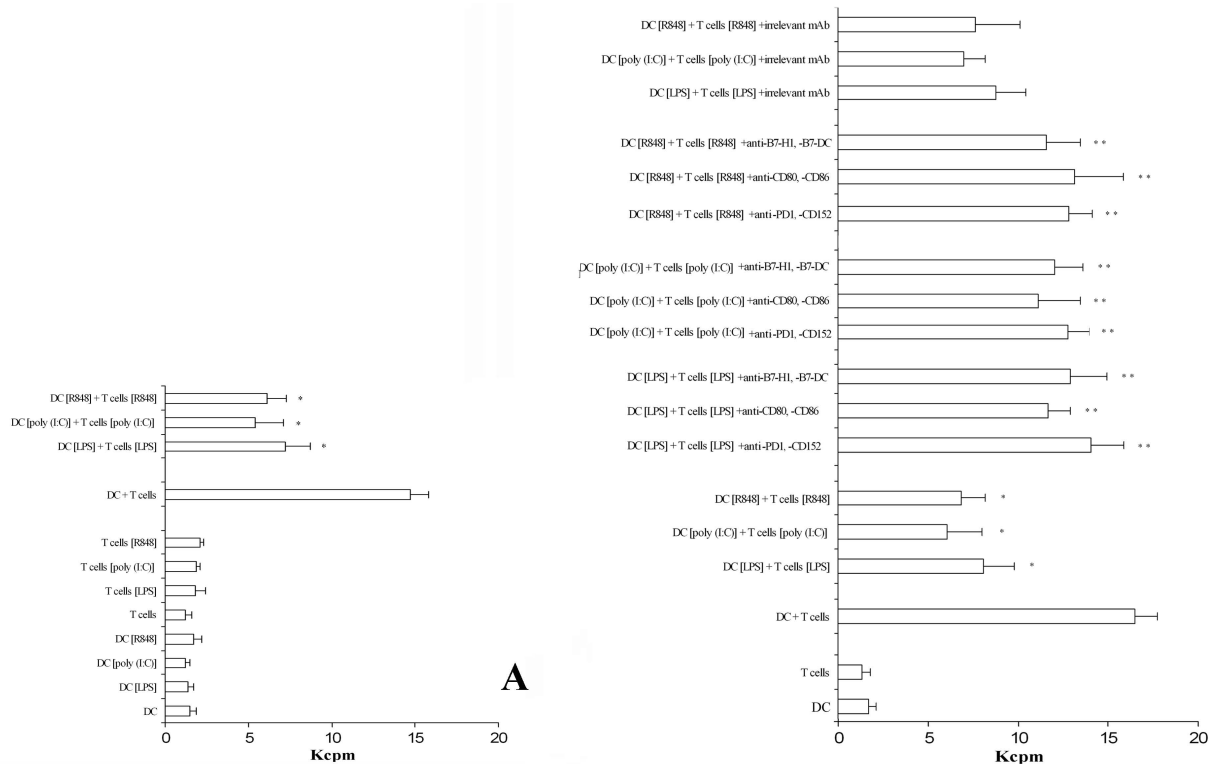 DC [R848] + T cells [R848]
DC [poly (I:C)] + T cells [poly (I:C)]
DC [LPS] + T cells [LPS]
DC + T cells
T cells [R848]
T cells [poly (I:C)]
T cells [LPS]
T cells
DC [R848]
DC [poly (I:C)]
DC [LPS]
DC
* 
*
*
0 5 10 15 20
Kcpm
A
DC [R848] + T cells [R848] +irrelevant mAb
DC [poly (I:C)] + T cells [poly (I:C)] +irrelevant mAb
DC [LPS] + T cells [LPS] +irrelevant mAb
DC [R848] + T cells [R848] +anti-B7-H1, -B7-DC **
DC [R848] + T cells [R848] +anti-CD80, -CD86 **
DC [R848] + T cells [R848] +anti-PD1, -CD152 **
DC [poly (I:C)] + T cells [poly (I:C)] +anti-B7-H1, -B7-DC **
DC [poly (I:C)] + T cells [poly (I:C)] +anti-CD80, -CD86 **
DC [poly (I:C)] + T cells [poly (I:C)] +anti-PD1, -CD152 **
DC [LPS] + T cells [LPS] +anti-B7-H1, -B7-DC **
DC [LPS] + T cells [LPS] +anti-CD80, -CD86 **
DC [LPS] + T cells [LPS] +anti-PD1, -CD152 **
DC [R848] + T cells [R848] *
DC [poly (I:C)] + T cells [poly (I:C)] *
DC [LPS] + T cells [LPS] *
DC + T cells
T cells
DC
0 5 10 15 20
Kcpm